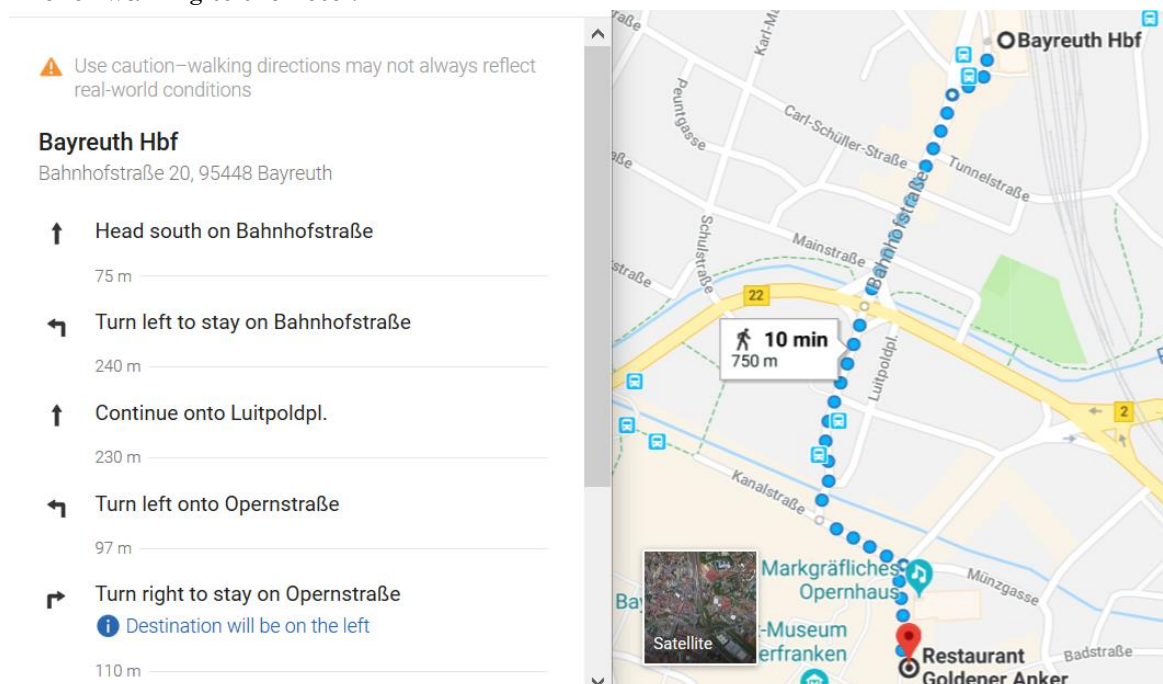 Use caution–walking directions may not always reflect
real-world conditions
Bayreuth Hbf
Bahnhofstraße 20, 95448 Bayreuth
Head south on Bahnhofstraße
75 m
Turn left to stay on Bahnhofstraße
240 m
Continue onto Luitpoldpl.
230 m
Turn left onto Opernstraße
97 m
Turn right to stay on Opernstraße
Destination will be on the left
110 m
Bayreuth Hbf
Karl-M
Peuntgasse
Carl-Schüller-Straße
Tunnelstraße
Bahnhofstraße
Schulstraße
Mainstraße
straße
22
10 min
750 m
Luitpoldpl.
2
Kanalstraße
Markgräfliches
Opernhaus
Münzgasse
Satellite
-Museum
erfranken
Restaurant
Goldener Anker
Badstraße